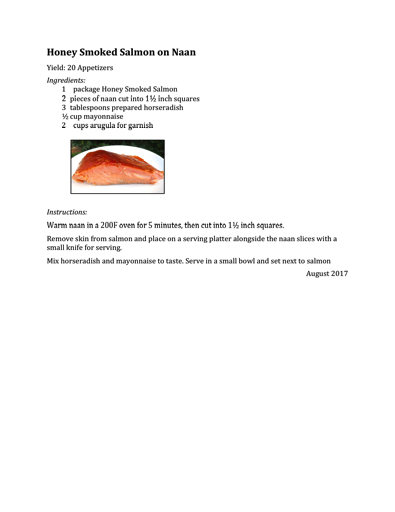 Honey Smoked Salmon on Naan
Yield: 20 Appetizers
Ingredients:
1 package Honey Smoked Salmon
2 pieces of naan cut into 1½ inch squares
3 tablespoons prepared horseradish
½ cup mayonnaise
2 cups arugula for garnish
Instructions:
Warm naan in a 200F oven for 5 minutes, then cut into 1½ inch squares.
Remove skin from salmon and place on a serving platter alongside the naan slices with a
small knife for serving.
Mix horseradish and mayonnaise to taste. Serve in a small bowl and set next to salmon
August 2017